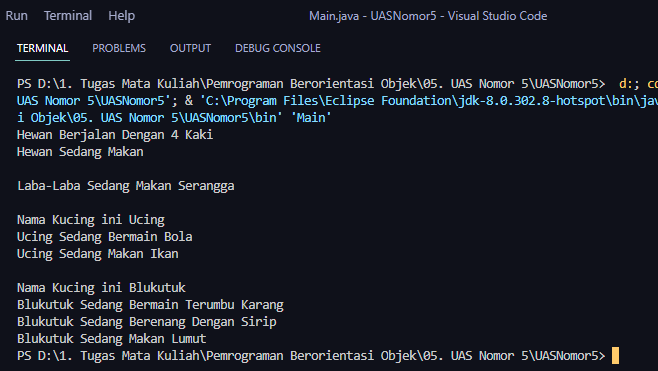 Run Terminal Help Main.java - UASNomor5 - Visual Studio Code
TERMINAL PROBLEMS OUTPUT DEBUG CONSOLE
PS D:\1. Tugas Mata Kuliah\Pemrograman Berorientasi Objek\05. UAS Nomor 5\UASNomor5> d:; cd
UAS Nomor 5\UASNomor5'; & 'C:\Program Files\Eclipse Foundation\jdk-8.0.302.8-hotspot\bin\jav
i Objek\05. UAS Nomor 5\UASNomor5\bin' 'Main'
Hewan Berjalan Dengan 4 Kaki
Hewan Sedang Makan
Laba-Laba Sedang Makan Serangga
Nama Kucing ini Ucing
Ucing Sedang Bermain Bola
Ucing Sedang Makan Ikan
Nama Kucing ini Blukutuk
Blukutuk Sedang Bermain Terumbu Karang
Blukutuk Sedang Berenang Dengan Sirip
Blukutuk Sedang Makan Lumut
PS D:\1. Tugas Mata Kuliah\Pemrograman Berorientasi Objek\05. UAS Nomor 5\UASNomor5>